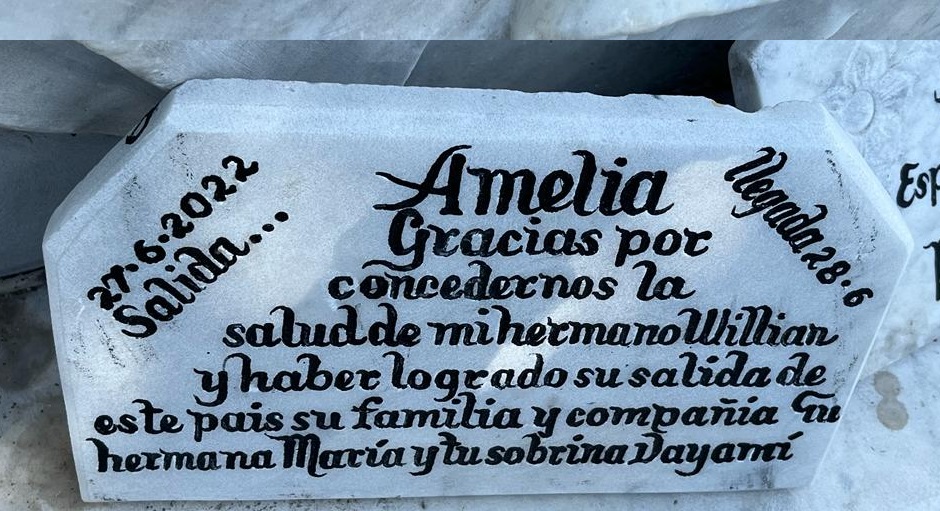 27.6.2022
Salida...
Amelia
llegada 28.6
Gracias por
concedernos la
salud de mi hermano Willian
y haber logrado su salida de
este pais su familia y compañia Tu
hermana María y tu sobrina Dayamí
Esp